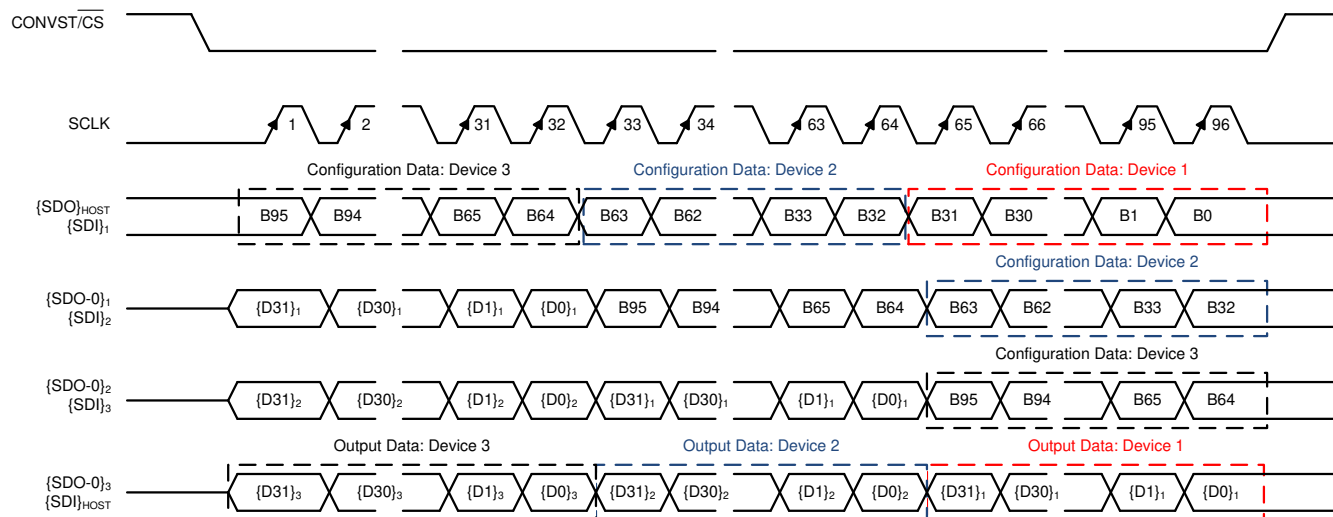 CONVST/CS
SCLK 1 2 31 32 33 34 63 64 65 66 95 96
Configuration Data: Device 3 Configuration Data: Device 2 Configuration Data: Device 1
{SDO}HOST
{SDI}1
B95 B94 B65 B64 B63 B62 B33 B32 B31 B30 B1 B0
Configuration Data: Device 2
{SDO-0}1
{SDI}2
{D31}1 {D30}1 {D1}1 {D0}1 B95 B94 B65 B64 B63 B62 B33 B32
Configuration Data: Device 3
{SDO-0}2
{SDI}3
{D31}2 {D30}2 {D1}2 {D0}2 {D31}1 {D30}1 {D1}1 {D0}1 B95 B94 B65 B64
Output Data: Device 3 Output Data: Device 2 Output Data: Device 1
{SDO-0}3
{SDI}HOST
{D31}3 {D30}3 {D1}3 {D0}3 {D31}2 {D30}2 {D1}2 {D0}2 {D31}1 {D30}1 {D1}1 {D0}1